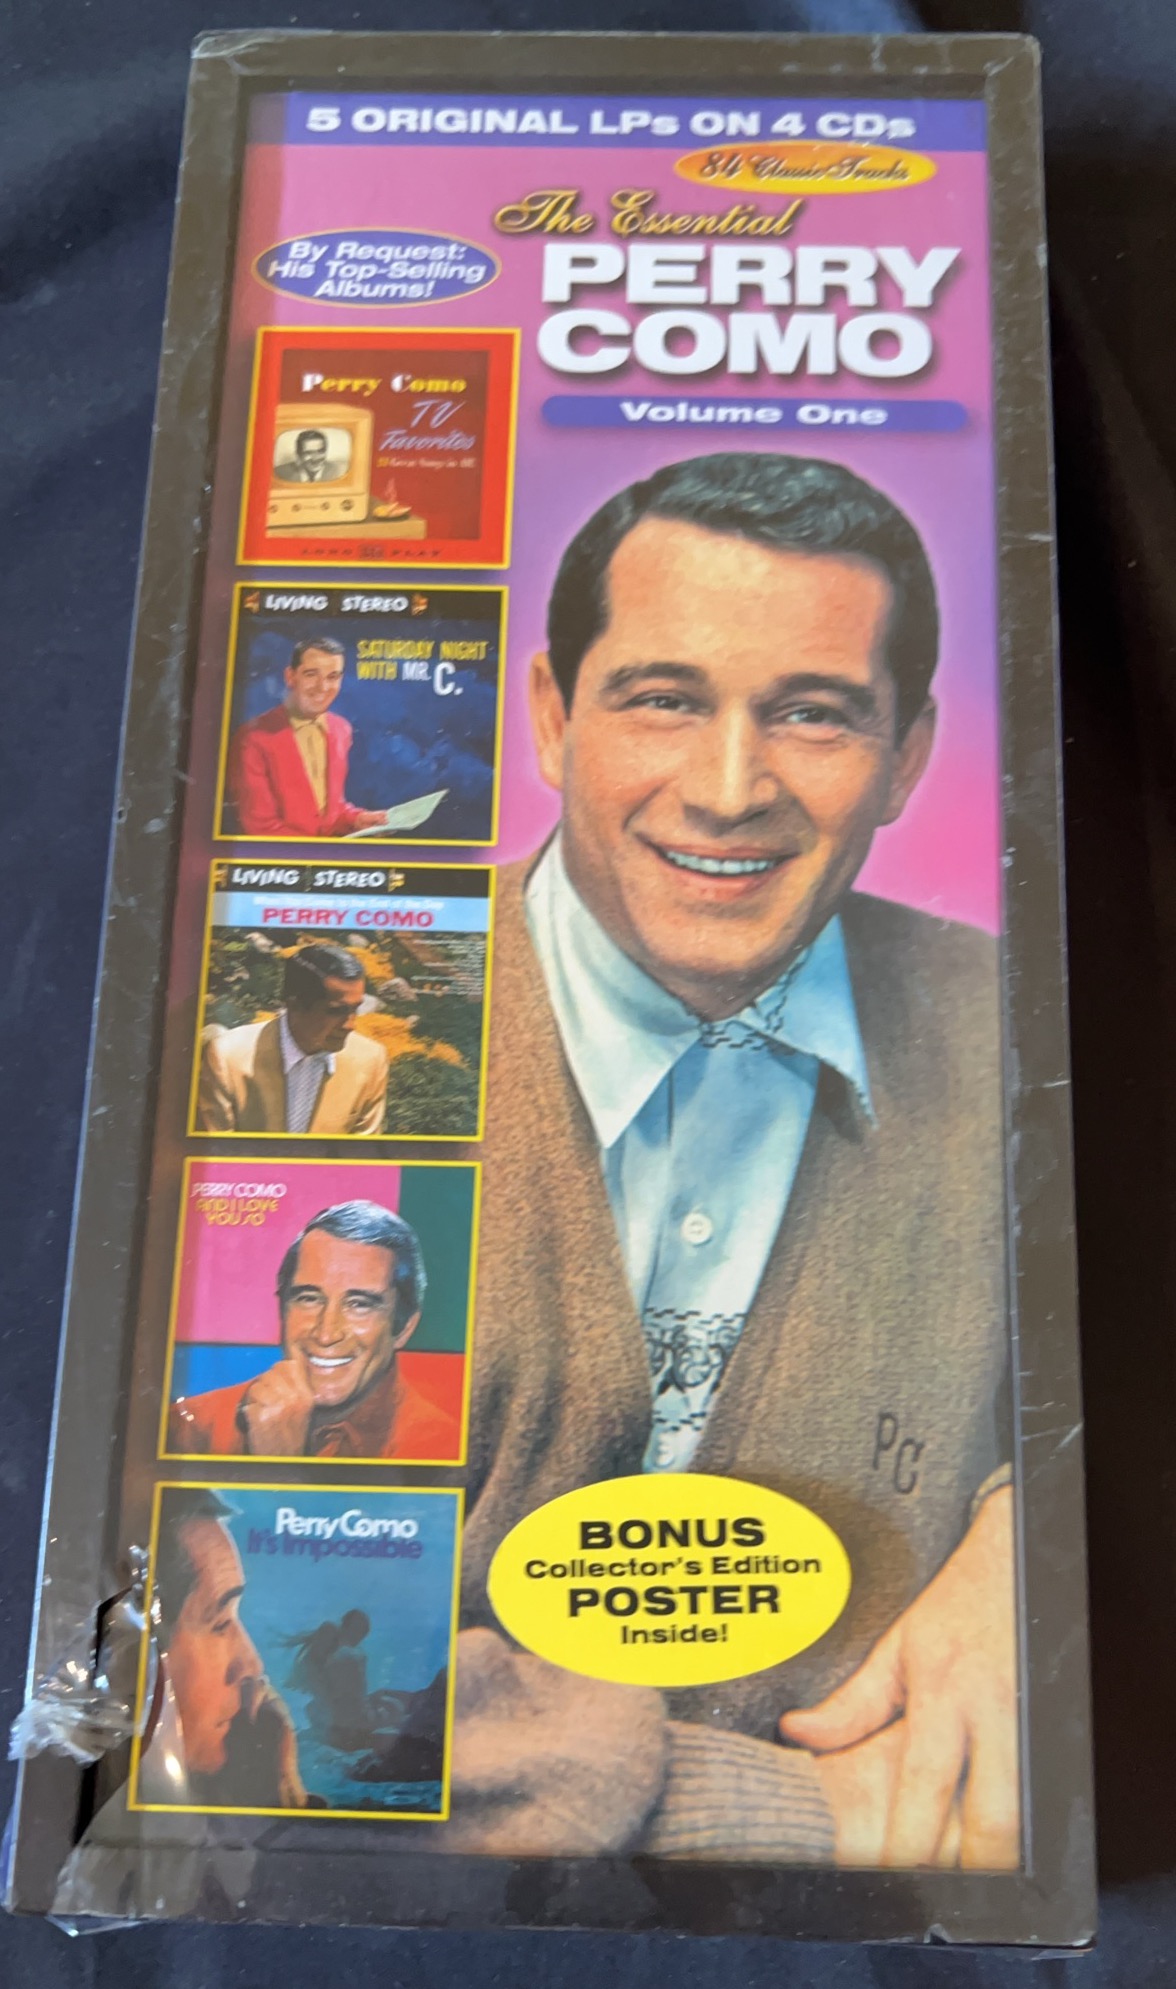 5 ORIGINAL LPs ON 4 CDs
84 Classic Tracks
The Essential
PERRY
COMO
Volume One
By Request:
His Top-Selling
Albums!
Perry Como
TV
Favorites
LONG PLAY
LIVING STEREO
SATURDAY NIGHT
WITH MR. C.
LIVING STEREO
PERRY COMO
PERRY COMO
AND I LOVE
YOU SO
Perry Como
It's Impossible
PC
BONUS
Collector's Edition
POSTER
Inside!